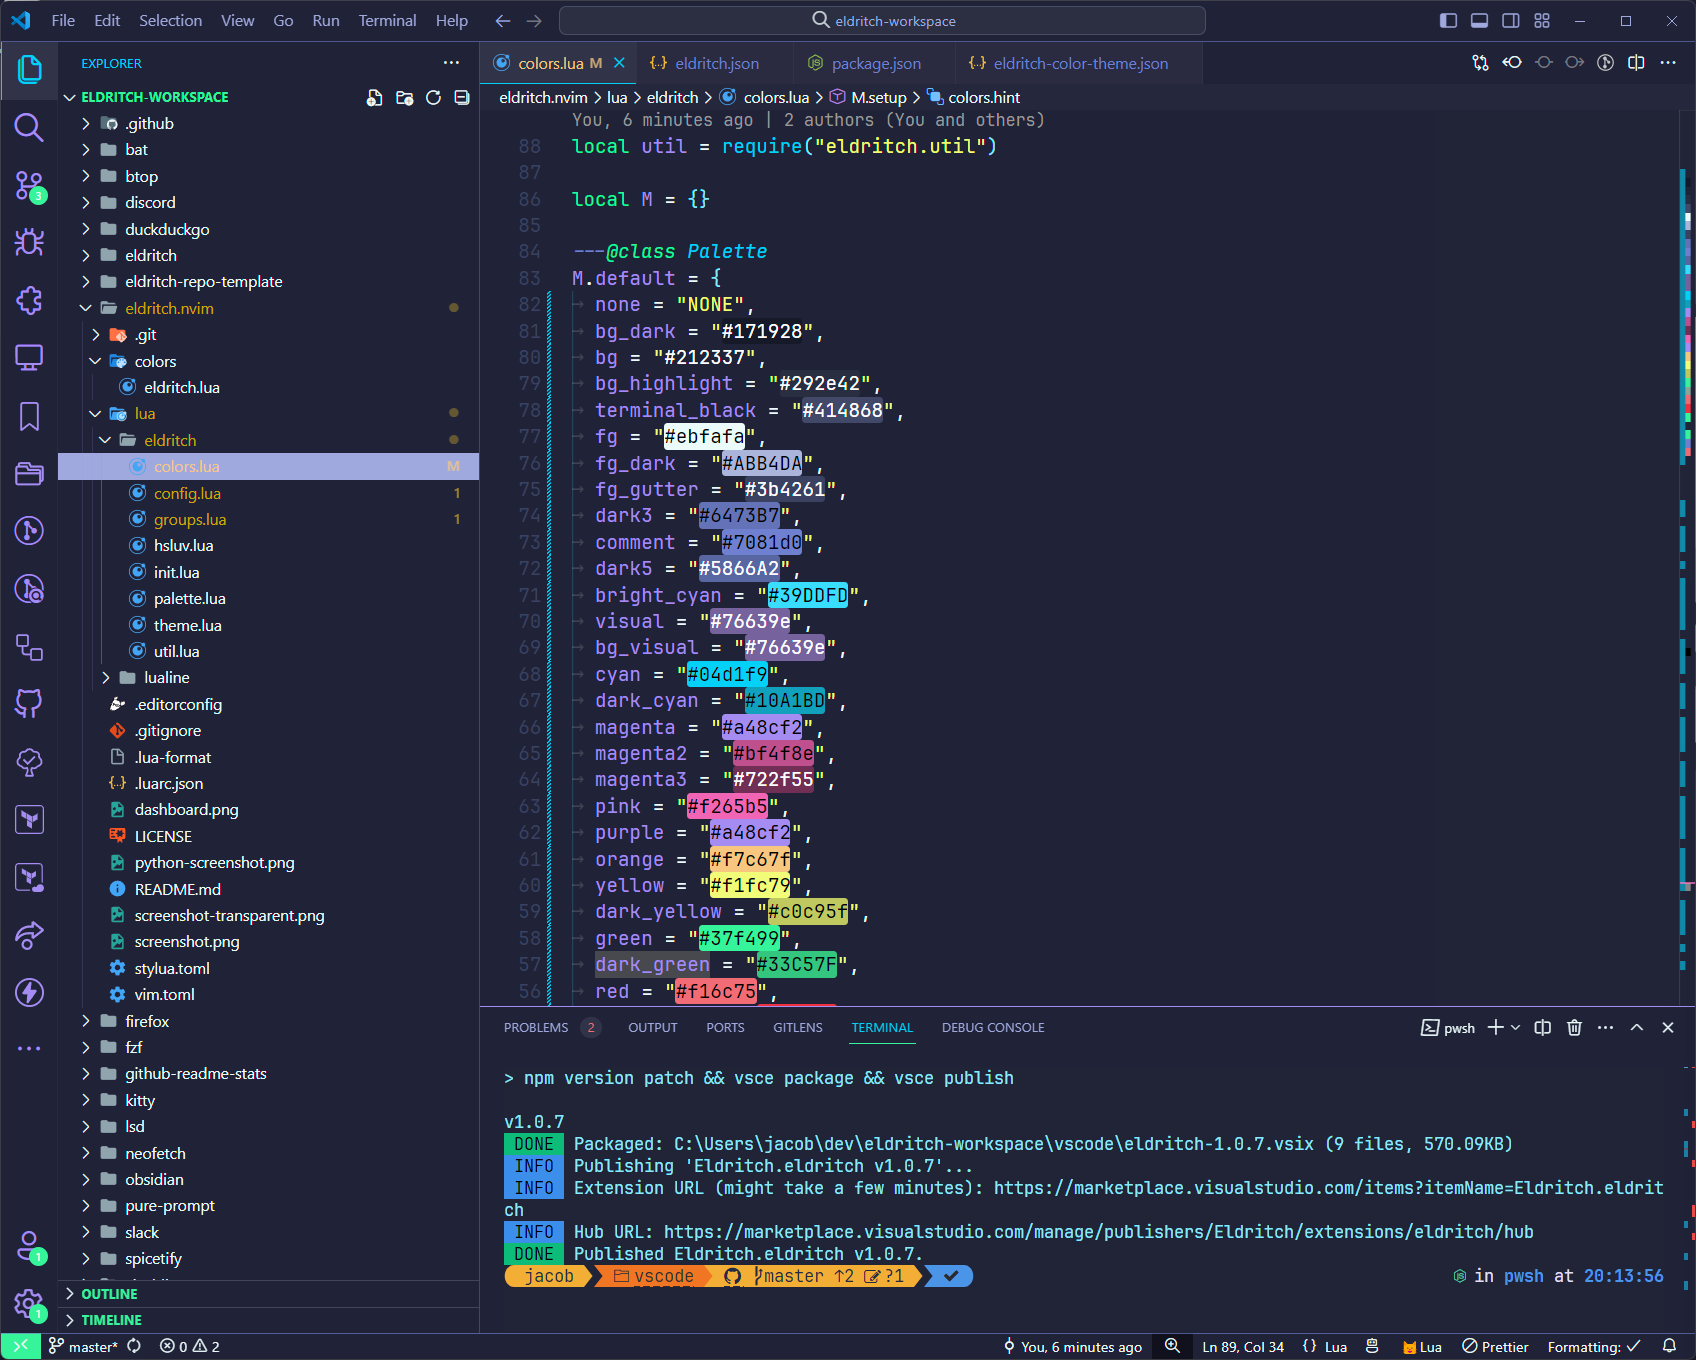 File Edit Selection View Go Run Terminal Help
eldritch-workspace
EXPLORER
ELDRITCH-WORKSPACE
.github
bat
btop
discord
duckduckgo
eldritch
eldritch-repo-template
eldritch.nvim
.git
colors
eldritch.lua
lua
eldritch
colors.lua M
config.lua 1
groups.lua 1
hsluv.lua
init.lua
palette.lua
theme.lua
util.lua
lualine
.editorconfig
.gitignore
.lua-format
.luarc.json
dashboard.png
LICENSE
python-screenshot.png
README.md
screenshot-transparent.png
screenshot.png
stylua.toml
vim.toml
firefox
fzf
github-readme-stats
kitty
lsd
neofetch
obsidian
pure-prompt
slack
spicetify
OUTLINE
TIMELINE
3
1
1
colors.lua M eldritch.json package.json eldritch-color-theme.json
eldritch.nvim > lua > eldritch > colors.lua > M.setup > colors.hint
You, 6 minutes ago | 2 authors (You and others)
88 local util = require("eldritch.util")
87
86 local M = {}
85
84 ---@class Palette
83 M.default = {
82 none = "NONE",
81 bg_dark = "#171928",
80 bg = "#212337",
79 bg_highlight = "#292e42",
78 terminal_black = "#414868",
77 fg = "#ebfafa",
76 fg_dark = "#ABB4DA",
75 fg_gutter = "#3b4261",
74 dark3 = "#6473B7",
73 comment = "#7081d0",
72 dark5 = "#5866A2",
71 bright_cyan = "#39DDFD",
70 visual = "#76639e",
69 bg_visual = "#76639e",
68 cyan = "#04d1f9",
67 dark_cyan = "#10A1BD",
66 magenta = "#a48cf2",
65 magenta2 = "#bf4f8e",
64 magenta3 = "#722f55",
63 pink = "#f265b5",
62 purple = "#a48cf2",
61 orange = "#f7c67f",
60 yellow = "#f1fc79",
59 dark_yellow = "#c0c95f",
58 green = "#37f499",
57 dark_green = "#33C57F",
56 red = "#f16c75",
PROBLEMS 2 OUTPUT PORTS GITLENS TERMINAL DEBUG CONSOLE
pwsh
> npm version patch && vsce package && vsce publish
v1.0.7
DONE Packaged: C:\Users\jacob\dev\eldritch-workspace\vscode\eldritch-1.0.7.vsix (9 files, 570.09KB)
INFO Publishing 'Eldritch.eldritch v1.0.7'...
INFO Extension URL (might take a few minutes): https://marketplace.visualstudio.com/items?itemName=Eldritch.eldrit
ch
INFO Hub URL: https://marketplace.visualstudio.com/manage/publishers/Eldritch/extensions/eldritch/hub
DONE Published Eldritch.eldritch v1.0.7.
jacob vscode master ↑2 ?1 ✔ in pwsh at 20:13:56
master* 0 2 You, 6 minutes ago Ln 89, Col 34 {} Lua Lua Prettier Formatting: ✓